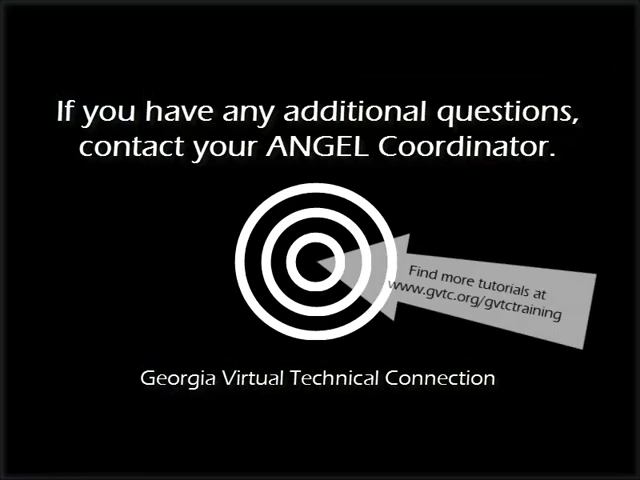 If you have any additional questions,
contact your ANGEL Coordinator.
Find more tutorials at
www.gvtc.org/gvtctraining
Georgia Virtual Technical Connection